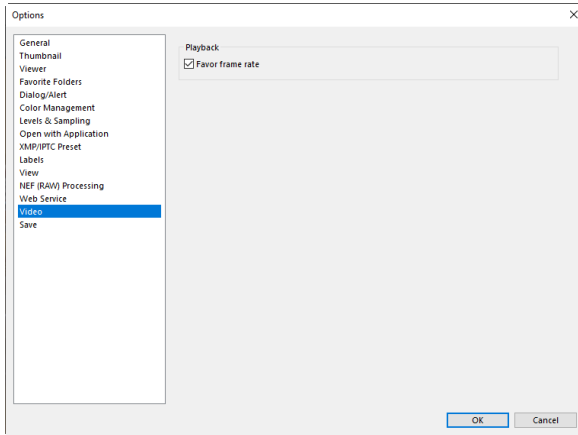 Options
General
Thumbnail
Viewer
Favorite Folders
Dialog/Alert
Color Management
Levels & Sampling
Open with Application
XMP/IPTC Preset
Labels
View
NEF (RAW) Processing
Web Service
Video
Save
Playback
Favor frame rate
OK
Cancel